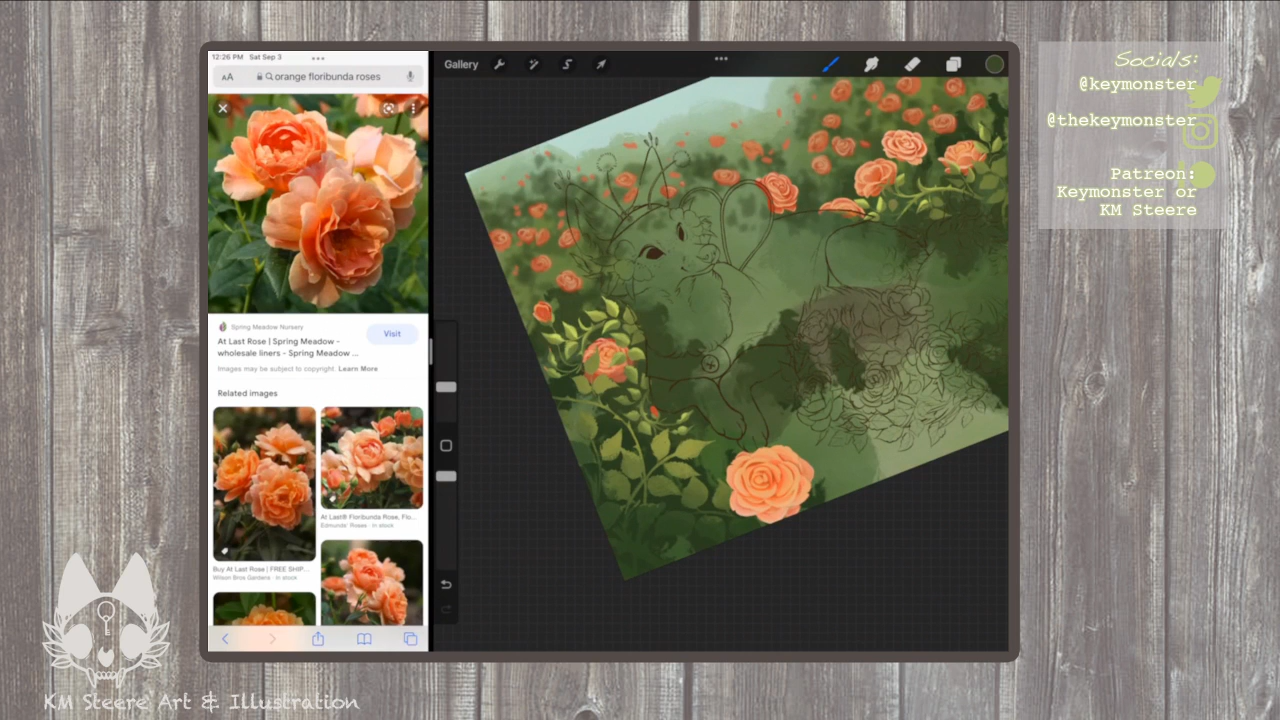 12:26 PM Sat Sep 3
AA
orange floribunda roses
Spring Meadow Nursery
At Last Rose | Spring Meadow -
wholesale liners - Spring Meadow ...
Visit
Images may be subject to copyright. Learn More
Related images
Buy At Last Rose | FREE SHIP...
Wilson Bros Gardens · In stock
At Last® Floribunda Rose, Flo...
Edmunds' Roses · In stock
Gallery
Socials:
@keymonster
@thekeymonster
Patreon:
Keymonster or
KM Steere
KM Steere Art & Illustration